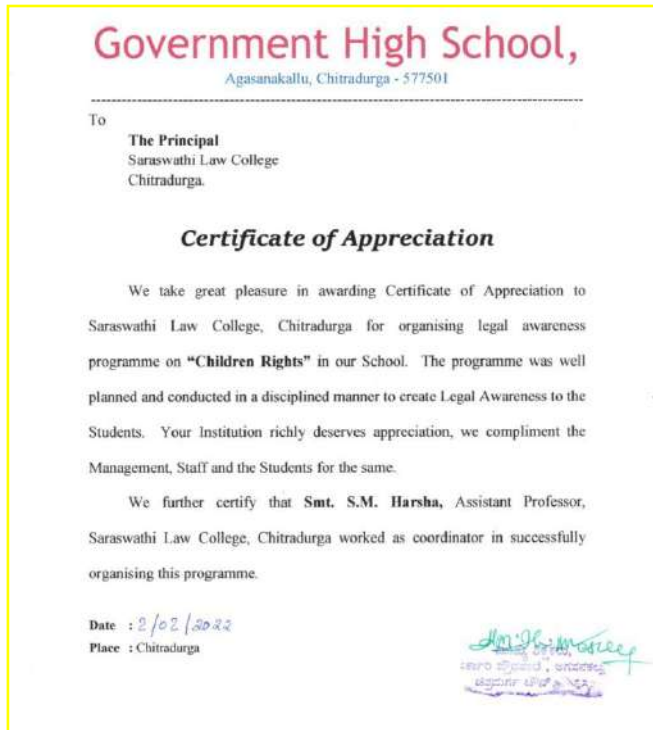 Government High School,
Agasanakallu, Chitradurga - 577501
To
The Principal
Saraswathi Law College
Chitradurga.
Certificate of Appreciation
We take great pleasure in awarding Certificate of Appreciation to
Saraswathi Law College, Chitradurga for organising legal awareness
programme on “Children Rights” in our School. The programme was well
planned and conducted in a disciplined manner to create Legal Awareness to the
Students. Your Institution richly deserves appreciation, we compliment the
Management, Staff and the Students for the same.
We further certify that Smt. S.M. Harsha, Assistant Professor,
Saraswathi Law College, Chitradurga worked as coordinator in successfully
organising this programme.
Date : 2/02/2022
Place : Chitradurga